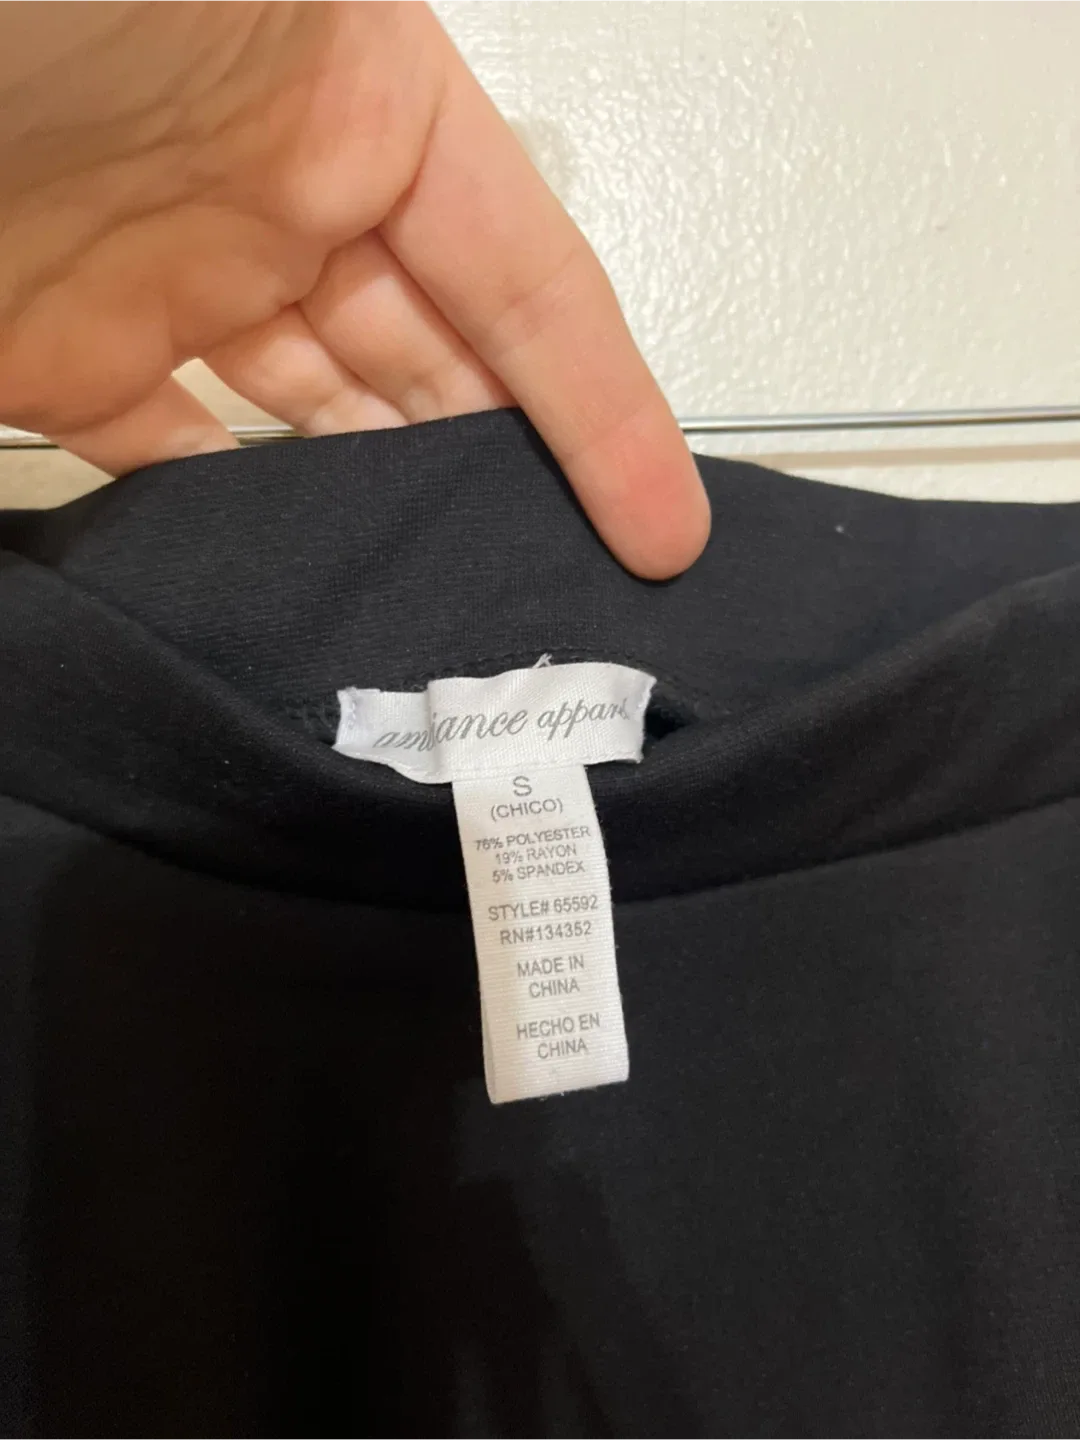 ambiance apparel
S
(CHICO)
76% POLYESTER
19% RAYON
5% SPANDEX
STYLE# 65592
RN#134352
MADE IN
CHINA
HECHO EN
CHINA